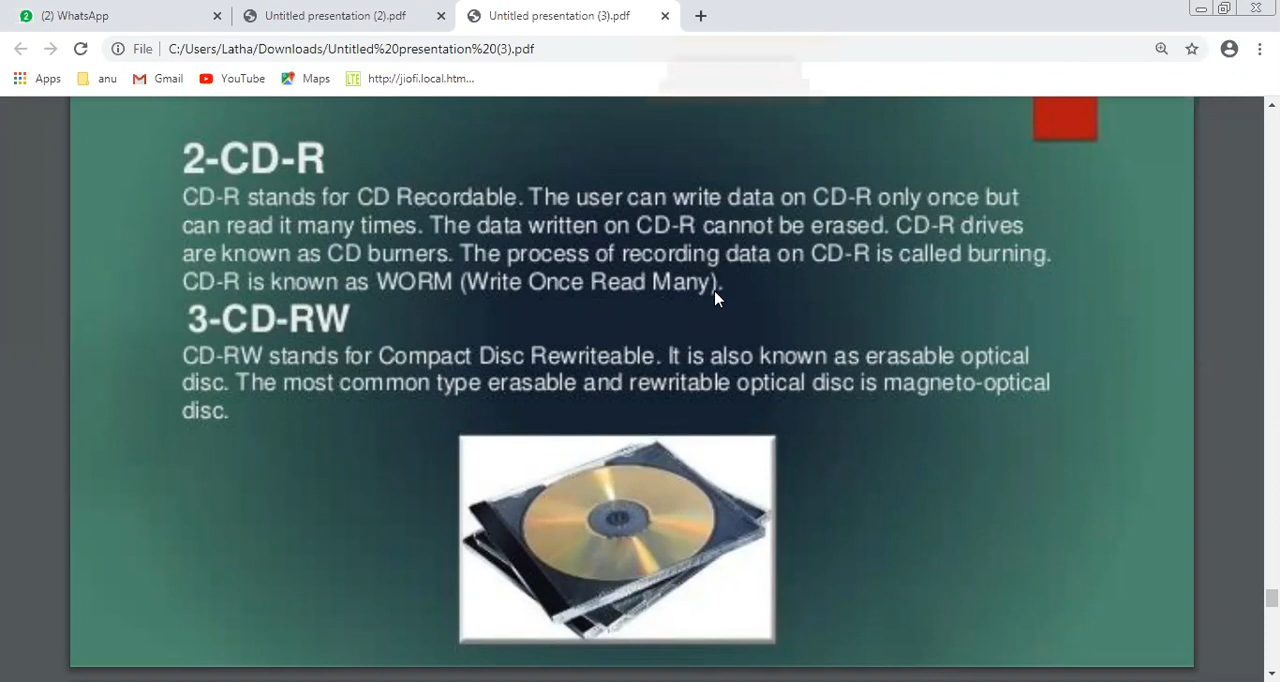 (2) WhatsApp
Untitled presentation (2).pdf
Untitled presentation (3).pdf
File
C:/Users/Latha/Downloads/Untitled%20presentation%20(3).pdf
Apps
anu
Gmail
YouTube
Maps
LTE
http://jiofi.local.htm...
2-CD-R
CD-R stands for CD Recordable. The user can write data on CD-R only once but
can read it many times. The data written on CD-R cannot be erased. CD-R drives
are known as CD burners. The process of recording data on CD-R is called burning.
CD-R is known as WORM (Write Once Read Many).
3-CD-RW
CD-RW stands for Compact Disc Rewriteable. It is also known as erasable optical
disc. The most common type erasable and rewritable optical disc is magneto-optical
disc.